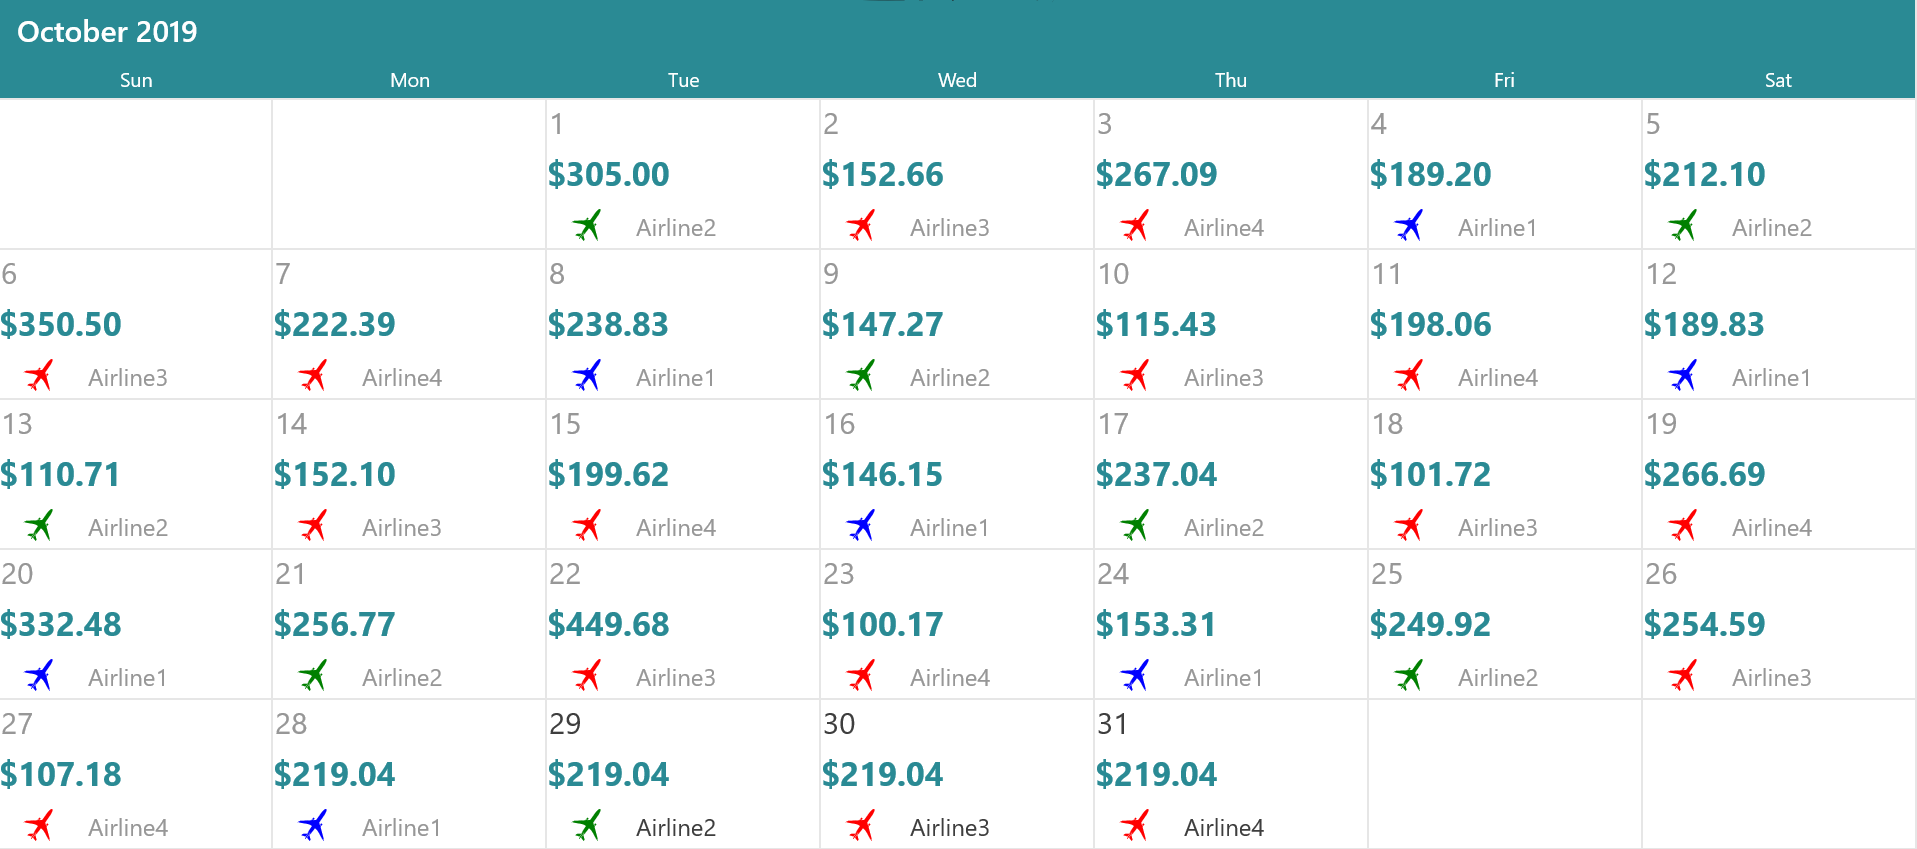 October 2019
Sun Mon Tue Wed Thu Fri Sat
1 2 3 4 5
$305.00 $152.66 $267.09 $189.20 $212.10
Airline2 Airline3 Airline4 Airline1 Airline2
6 7 8 9 10 11 12
$350.50 $222.39 $238.83 $147.27 $115.43 $198.06 $189.83
Airline3 Airline4 Airline1 Airline2 Airline3 Airline4 Airline1
13 14 15 16 17 18 19
$110.71 $152.10 $199.62 $146.15 $237.04 $101.72 $266.69
Airline2 Airline3 Airline4 Airline1 Airline2 Airline3 Airline4
20 21 22 23 24 25 26
$332.48 $256.77 $449.68 $100.17 $153.31 $249.92 $254.59
Airline1 Airline2 Airline3 Airline4 Airline1 Airline2 Airline3
27 28 29 30 31
$107.18 $219.04 $219.04 $219.04 $219.04
Airline4 Airline1 Airline2 Airline3 Airline4